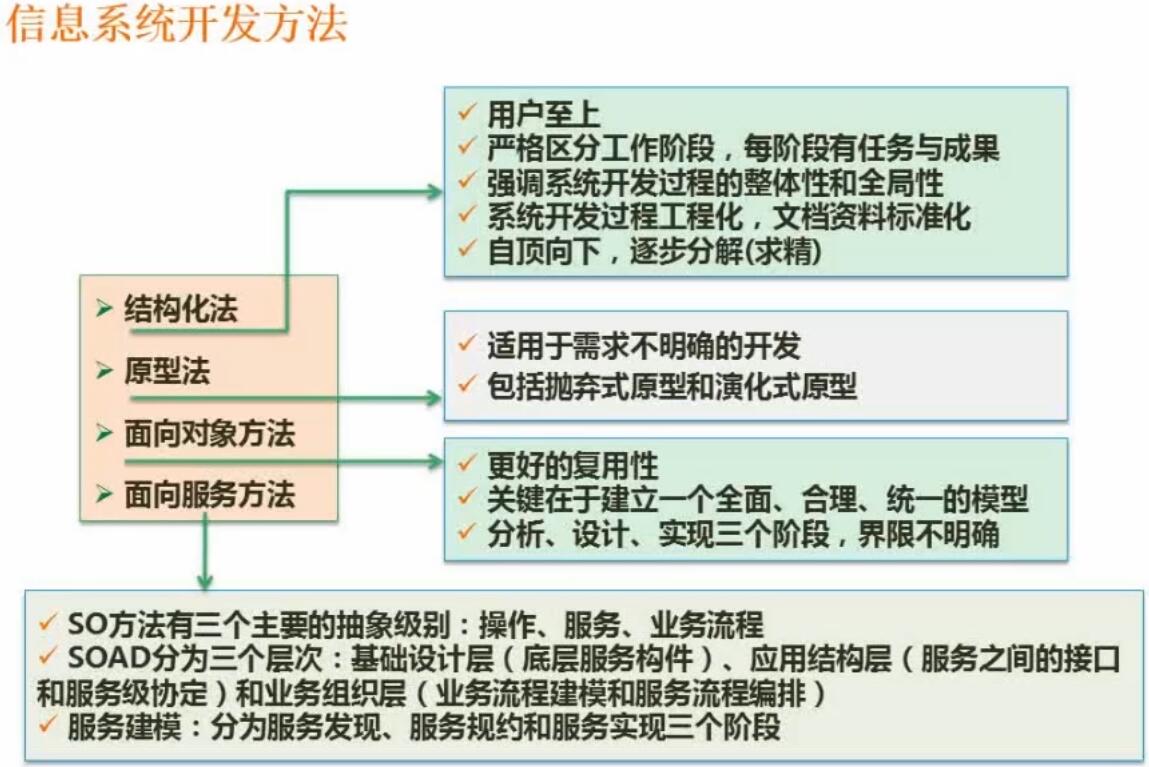 信息系统开发方法
用户至上
严格区分工作阶段，每阶段有任务与成果
强调系统开发过程的整体性和全局性
系统开发过程工程化，文档资料标准化
自顶向下，逐步分解(求精)
结构化法
原型法
面向对象方法
面向服务方法
适用于需求不明确的开发
包括抛弃式原型和演化式原型
更好的复用性
关键在于建立一个全面、合理、统一的模型
分析、设计、实现三个阶段，界限不明确
SO方法有三个主要的抽象级别：操作、服务、业务流程
SOAD分为三个层次：基础设计层（底层服务构件）、应用结构层（服务之间的接口
和服务级协定）和业务组织层（业务流程建模和服务流程编排）
服务建模：分为服务发现、服务规约和服务实现三个阶段